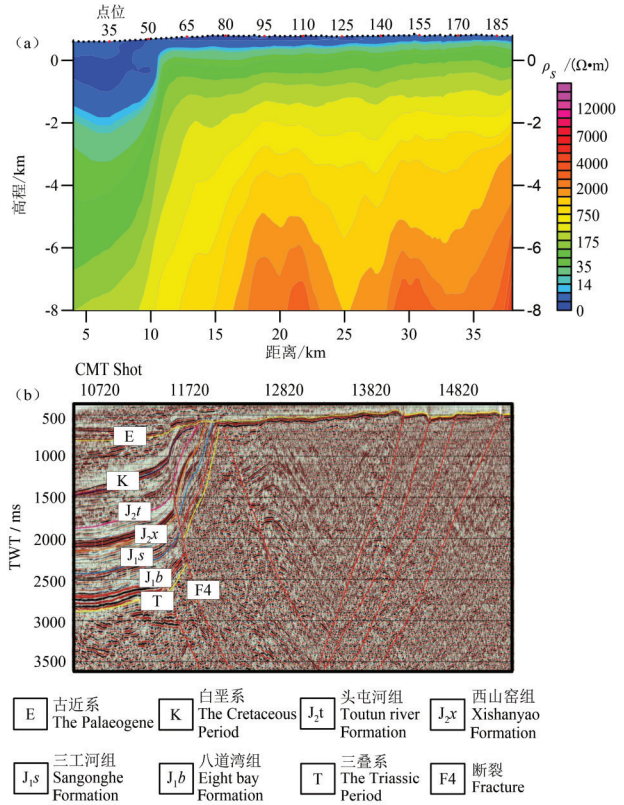 点位
35 50 65 80 95 110 125 140 155 170 185
(a)
ρs /(Ω•m)
0 0
12000
-2 -2
7000
4000
高程/km
2000
-4 -4
750
175
-6 -6
35
14
-8 -8
0
5 10 15 20 25 30 35
距离/km
CMT Shot
(b)
10720 11720 12820 13820 14820
500
E
1000
K
1500
J₂t
J₂x
2000
TWT / ms
J₁s
2500
J₁b
T
F4
3000
3500
E 古近系
The Palaeogene
K 白垩系
The Cretaceous
Period
J₂t 头屯河组
Toutun river
Formation
J₂x 西山窑组
Xishanyao
Formation
J₁s 三工河组
Sangonghe
Formation
J₁b 八道湾组
Eight bay
Formation
T 三叠系
The Triassic
Period
F4 断裂
Fracture